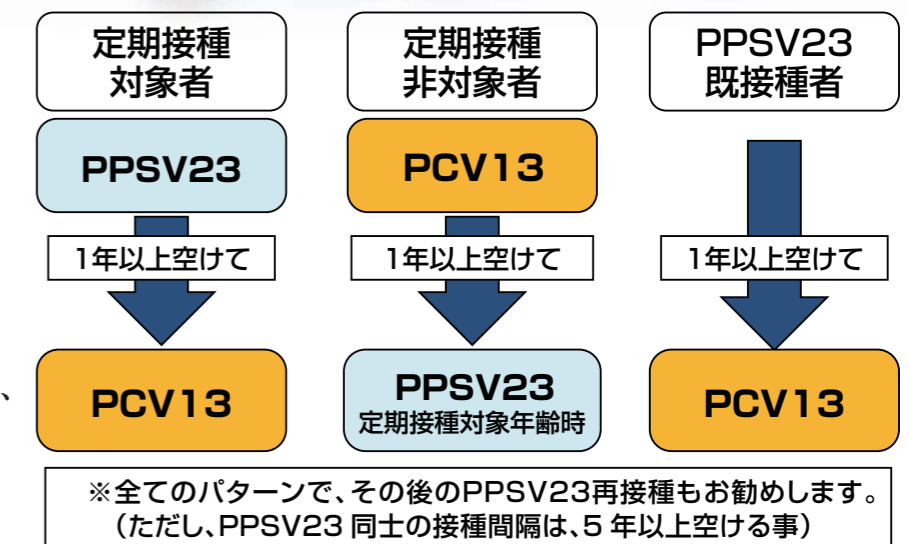 定期接種
対象者
PPSV23
1年以上空けて
PCV13
定期接種
非対象者
PCV13
1年以上空けて
PPSV23
定期接種対象年齢時
PPSV23
既接種者
1年以上空けて
PCV13
、
※全てのパターンで、その後のPPSV23再接種もお勧めします。
(ただし、PPSV23 同士の接種間隔は、5 年以上空ける事)